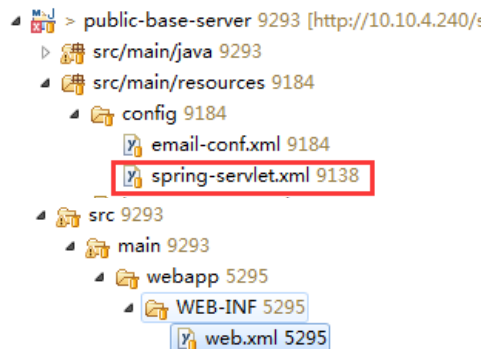 > public-base-server 9293 [http://10.10.4.240/s
src/main/java 9293
src/main/resources 9184
config 9184
email-conf.xml 9184
spring-servlet.xml 9138
src 9293
main 9293
webapp 5295
WEB-INF 5295
web.xml 5295